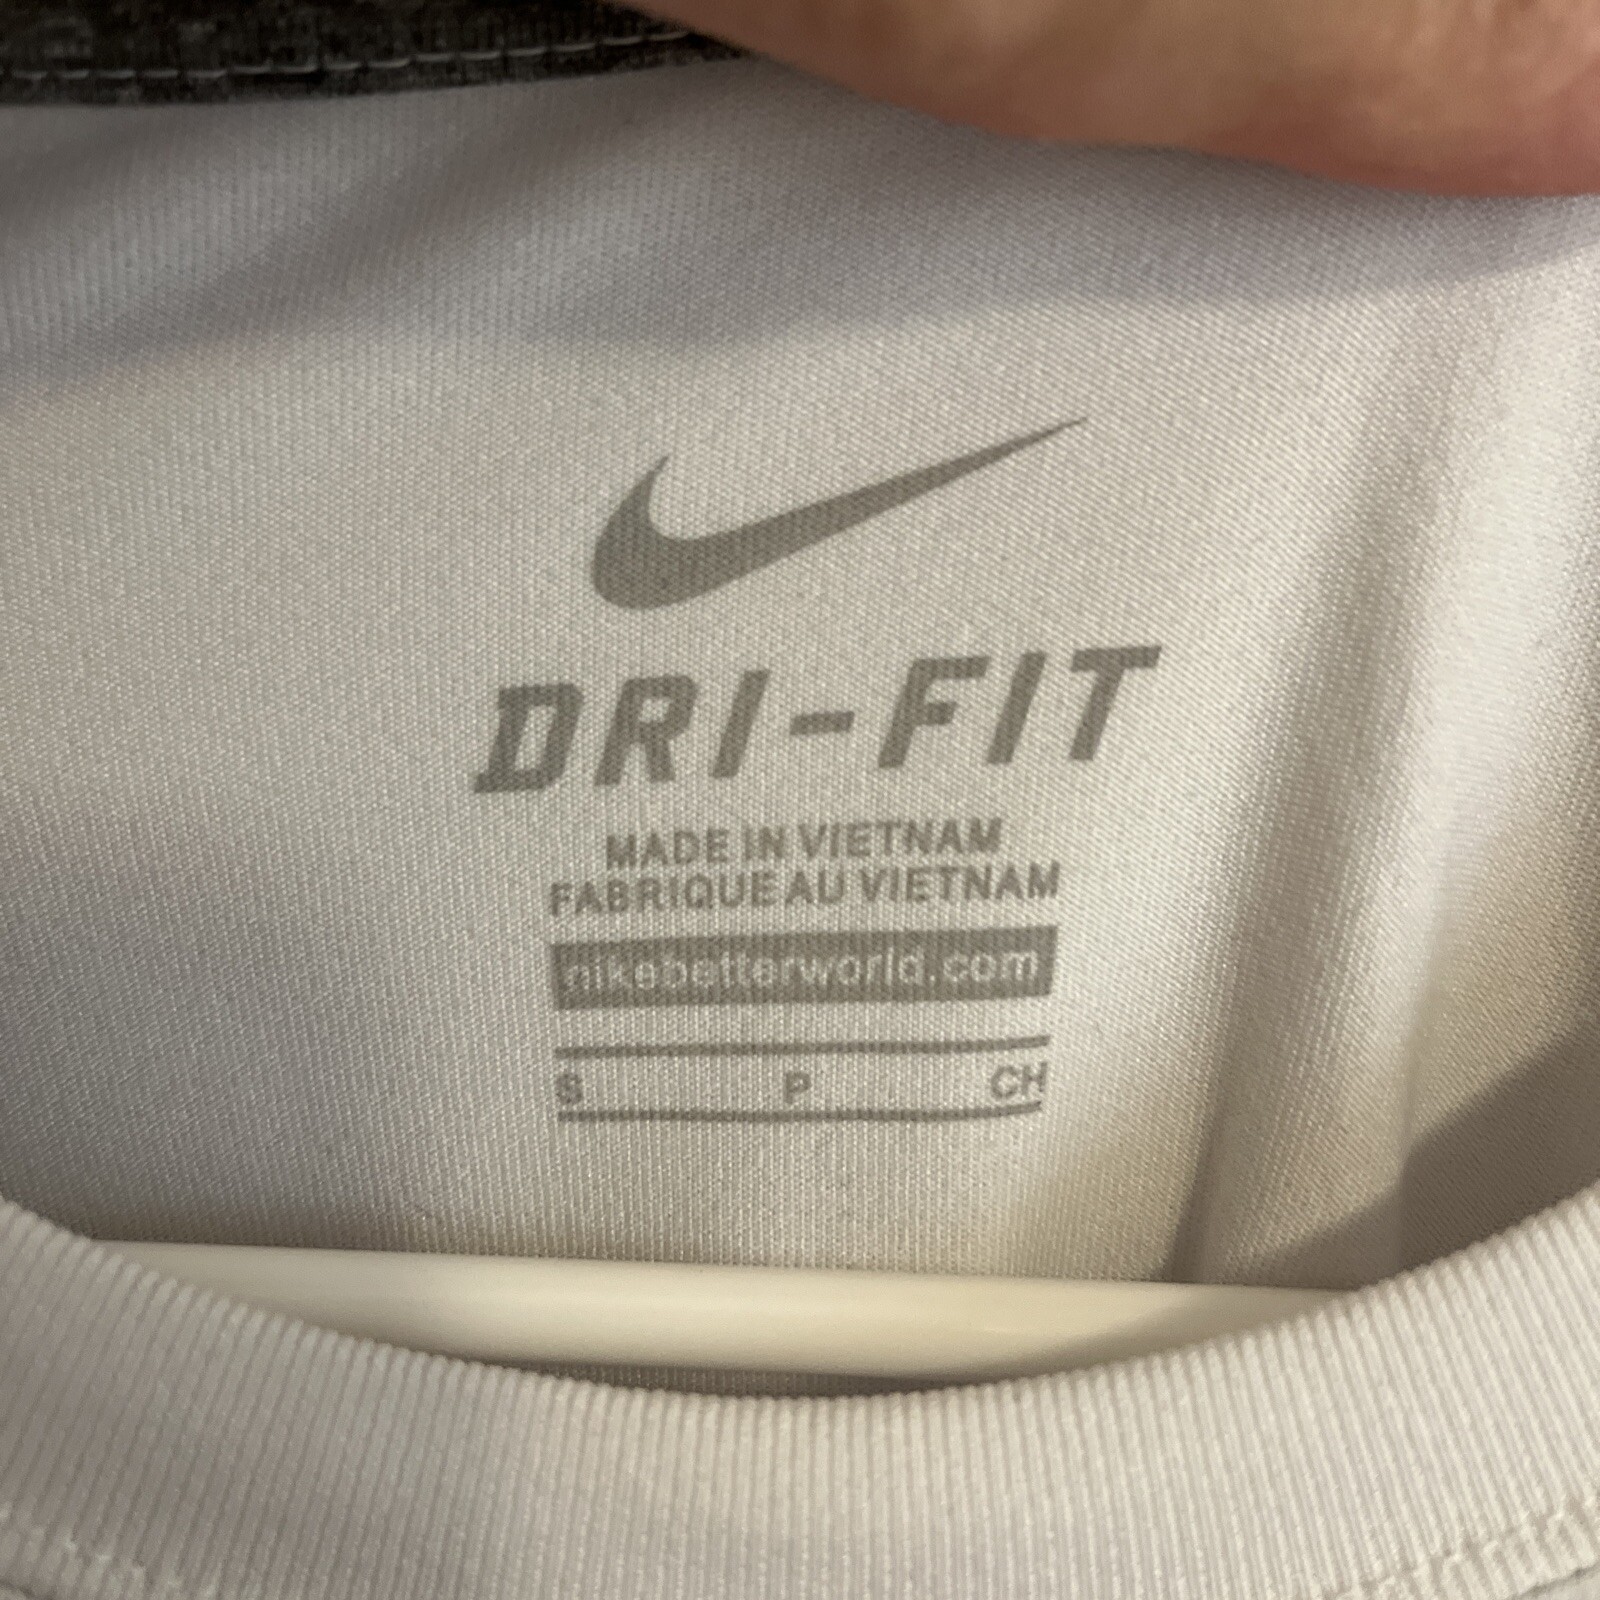 DRI-FIT
MADE IN VIETNAM
FABRIQUE AU VIETNAM
nikebetterworld.com
S P CH